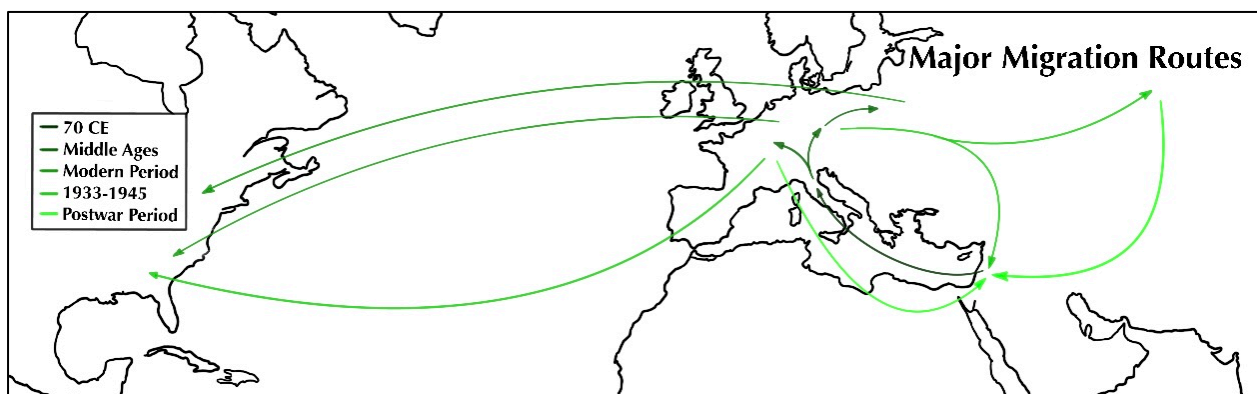 Major Migration Routes
70 CE
Middle Ages
Modern Period
1933-1945
Postwar Period